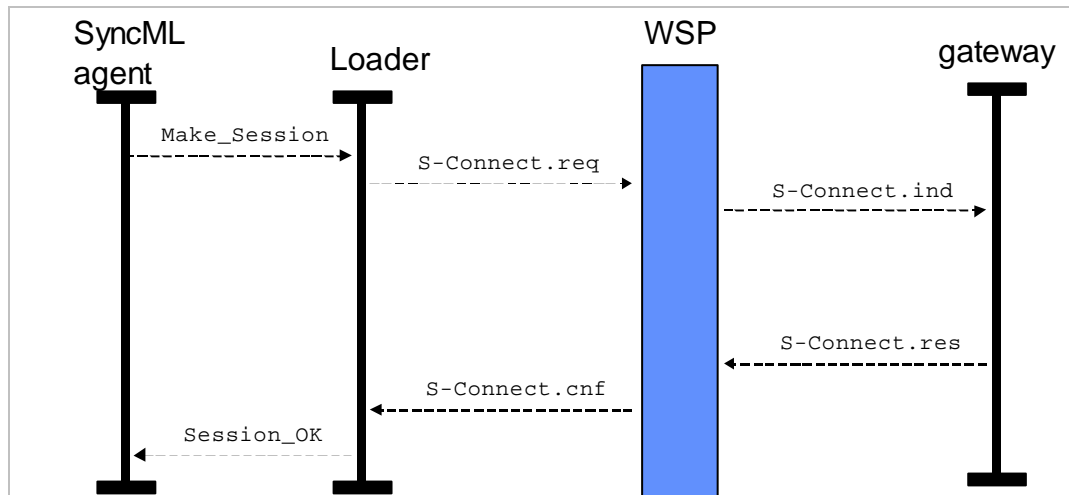 SyncML
agent
Loader
WSP
gateway
Make_Session
S-Connect.req
S-Connect.ind
S-Connect.res
S-Connect.cnf
Session_OK